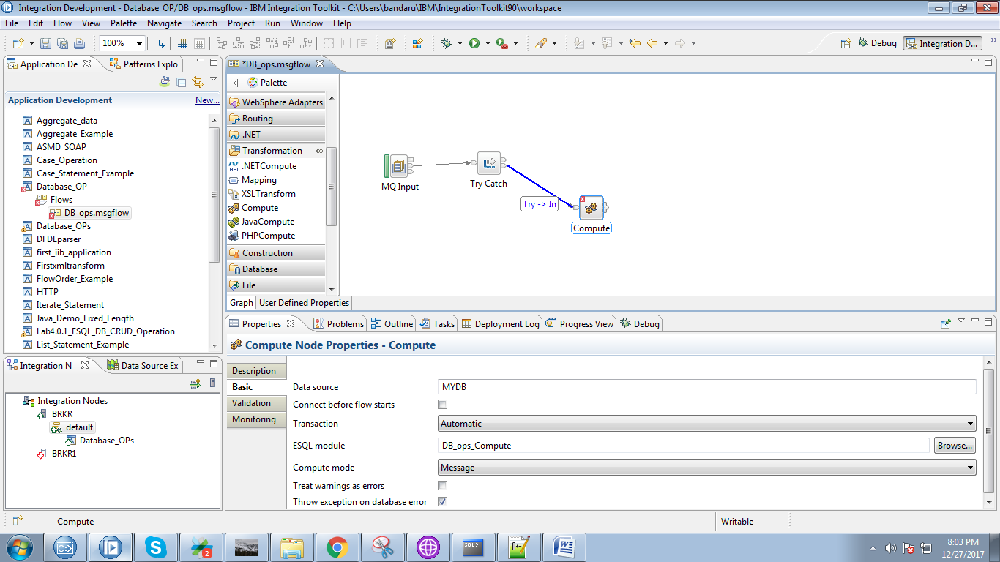 Integration Development - Database_OP/DB_ops.msgflow - IBM Integration Toolkit - C:\Users\bandaru\IBM\IntegrationToolkit90\workspace
File Edit Flow View Palette Navigate Search Project Run Window Help
100%
Debug Integration D...
Application De Patterns Explo
Application Development New...
Aggregate_data
Aggregate_Example
ASMD_SOAP
Case_Operation
Case_Statement_Example
Database_OP
Flows
DB_ops.msgflow
Database_OPs
DFDLparser
first_iib_application
Firstxmltransform
FlowOrder_Example
HTTP
Iterate_Statement
Java_Demo_Fixed_Length
Lab4.0.1_ESQL_DB_CRUD_Operation
List_Statement_Example
Integration N Data Source Ex
Integration Nodes
BRKR
default
Database_OPs
BRKR1
*DB_ops.msgflow
Palette
WebSphere Adapters
Routing
.NET
Transformation
.NETCompute
Mapping
XSLTransform
Compute
JavaCompute
PHPCompute
Construction
Database
File
MQ Input
Try Catch
Try -> In
Compute
Graph User Defined Properties
Properties Problems Outline Tasks Deployment Log Progress View Debug
Compute Node Properties - Compute
Description
Basic
Validation
Monitoring
Data source MYDB
Connect before flow starts
Transaction Automatic
ESQL module DB_ops_Compute Browse...
Compute mode Message
Treat warnings as errors
Throw exception on database error
Compute Writable
8:03 PM
12/27/2017